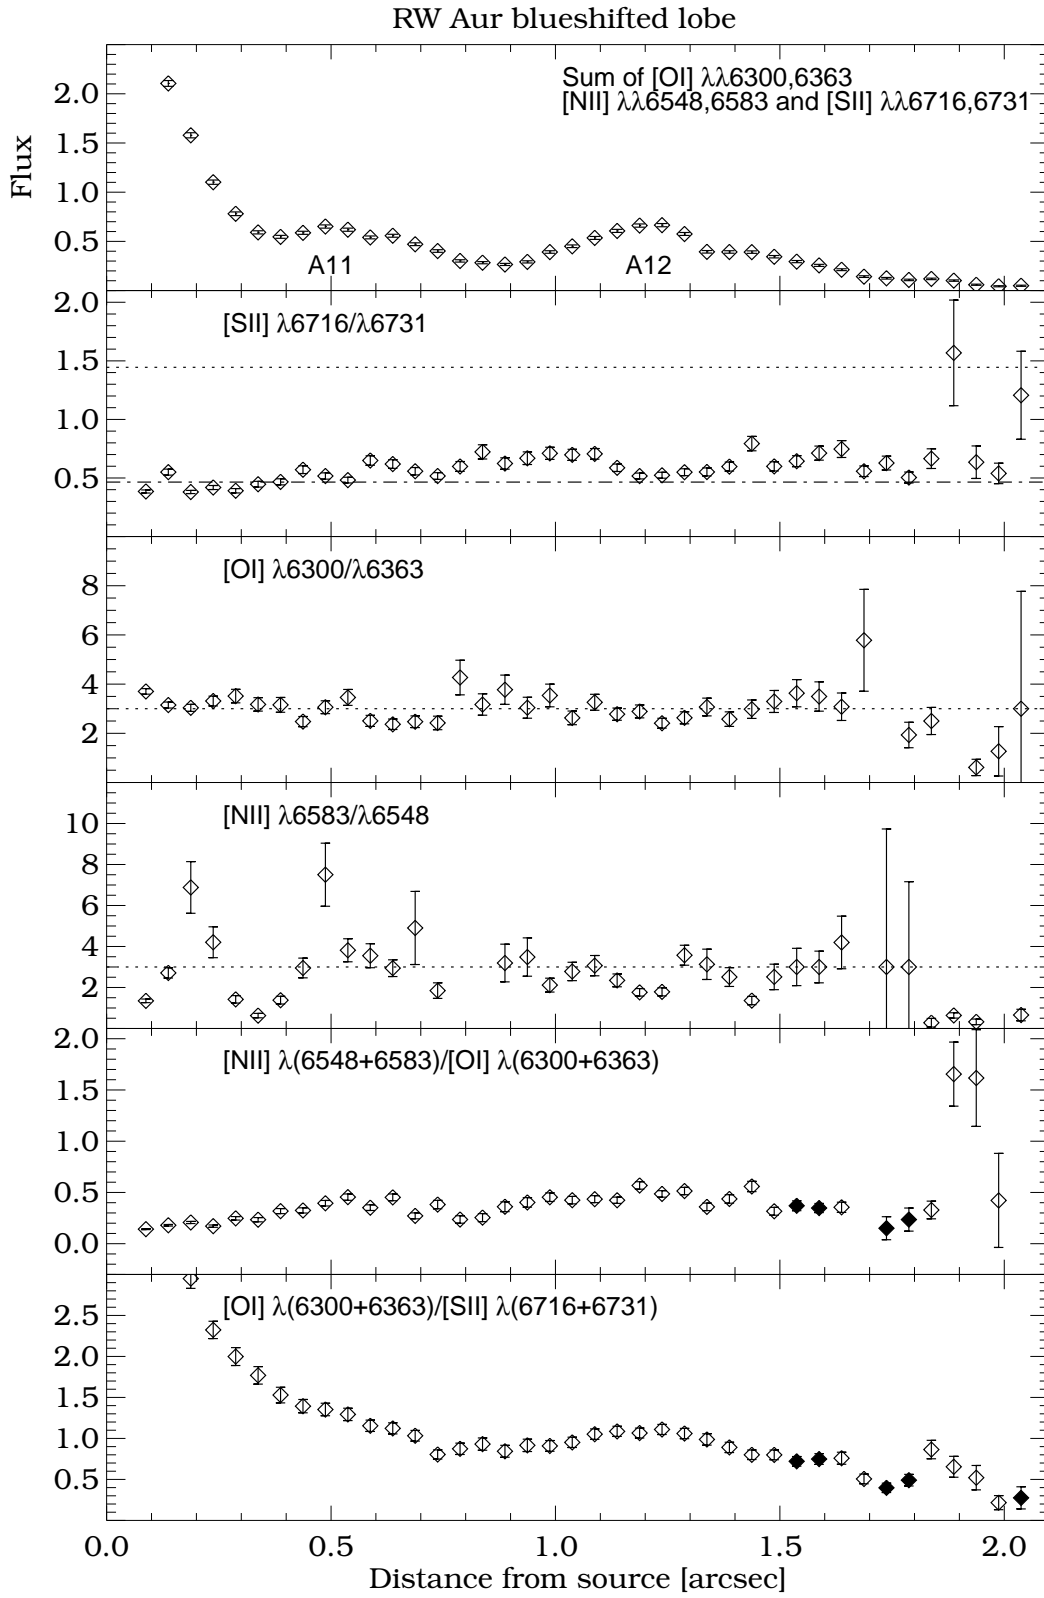 RW Aur blueshifted lobe
Sum of [OI] λλ6300,6363
[NII] λλ6548,6583 and [SII] λλ6716,6731
Flux
2.0
1.5
1.0
0.5
A11
A12
[SII] λ6716/λ6731
2.0
1.5
1.0
0.5
[OI] λ6300/λ6363
8
6
4
2
[NII] λ6583/λ6548
10
8
6
4
2
[NII] λ(6548+6583)/[OI] λ(6300+6363)
2.0
1.5
1.0
0.5
0.0
[OI] λ(6300+6363)/[SII] λ(6716+6731)
2.5
2.0
1.5
1.0
0.5
0.0 0.5 1.0 1.5 2.0
Distance from source [arcsec]